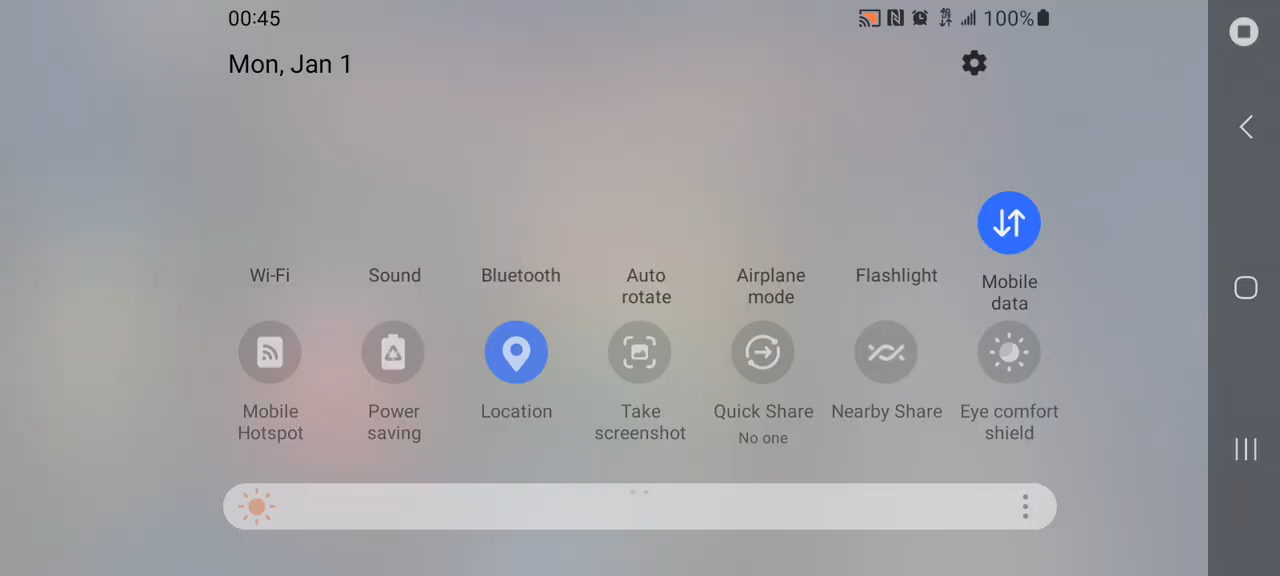 00:45
4G
100%
Mon, Jan 1
Wi-Fi
Sound
Bluetooth
Auto
rotate
Airplane
mode
Flashlight
Mobile
data
Mobile
Hotspot
Power
saving
Location
Take
screenshot
Quick Share
No one
Nearby Share
Eye comfort
shield